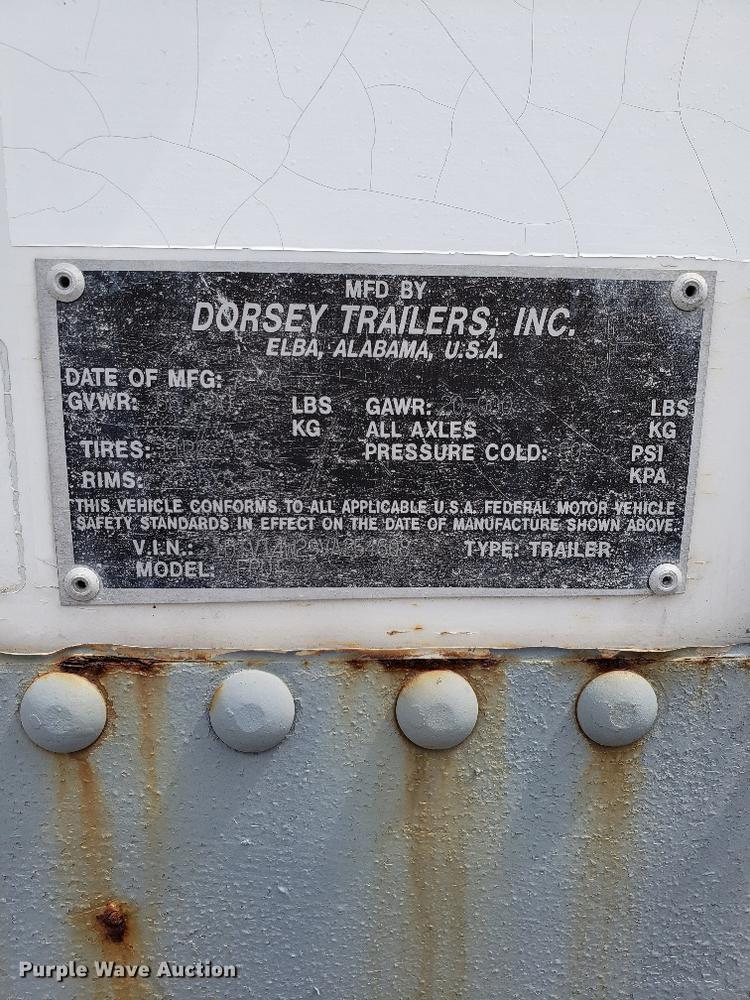 MFD BY
DORSEY TRAILERS, INC.
ELBA, ALABAMA, U.S.A.
DATE OF MFG:
GVWR: LBS GAWR: LBS
KG ALL AXLES KG
TIRES: PRESSURE COLD: PSI
RIMS: KPA
THIS VEHICLE CONFORMS TO ALL APPLICABLE U.S.A. FEDERAL MOTOR VEHICLE
SAFETY STANDARDS IN EFFECT ON THE DATE OF MANUFACTURE SHOWN ABOVE.
V.I.N.: TYPE: TRAILER
MODEL:
Purple Wave Auction